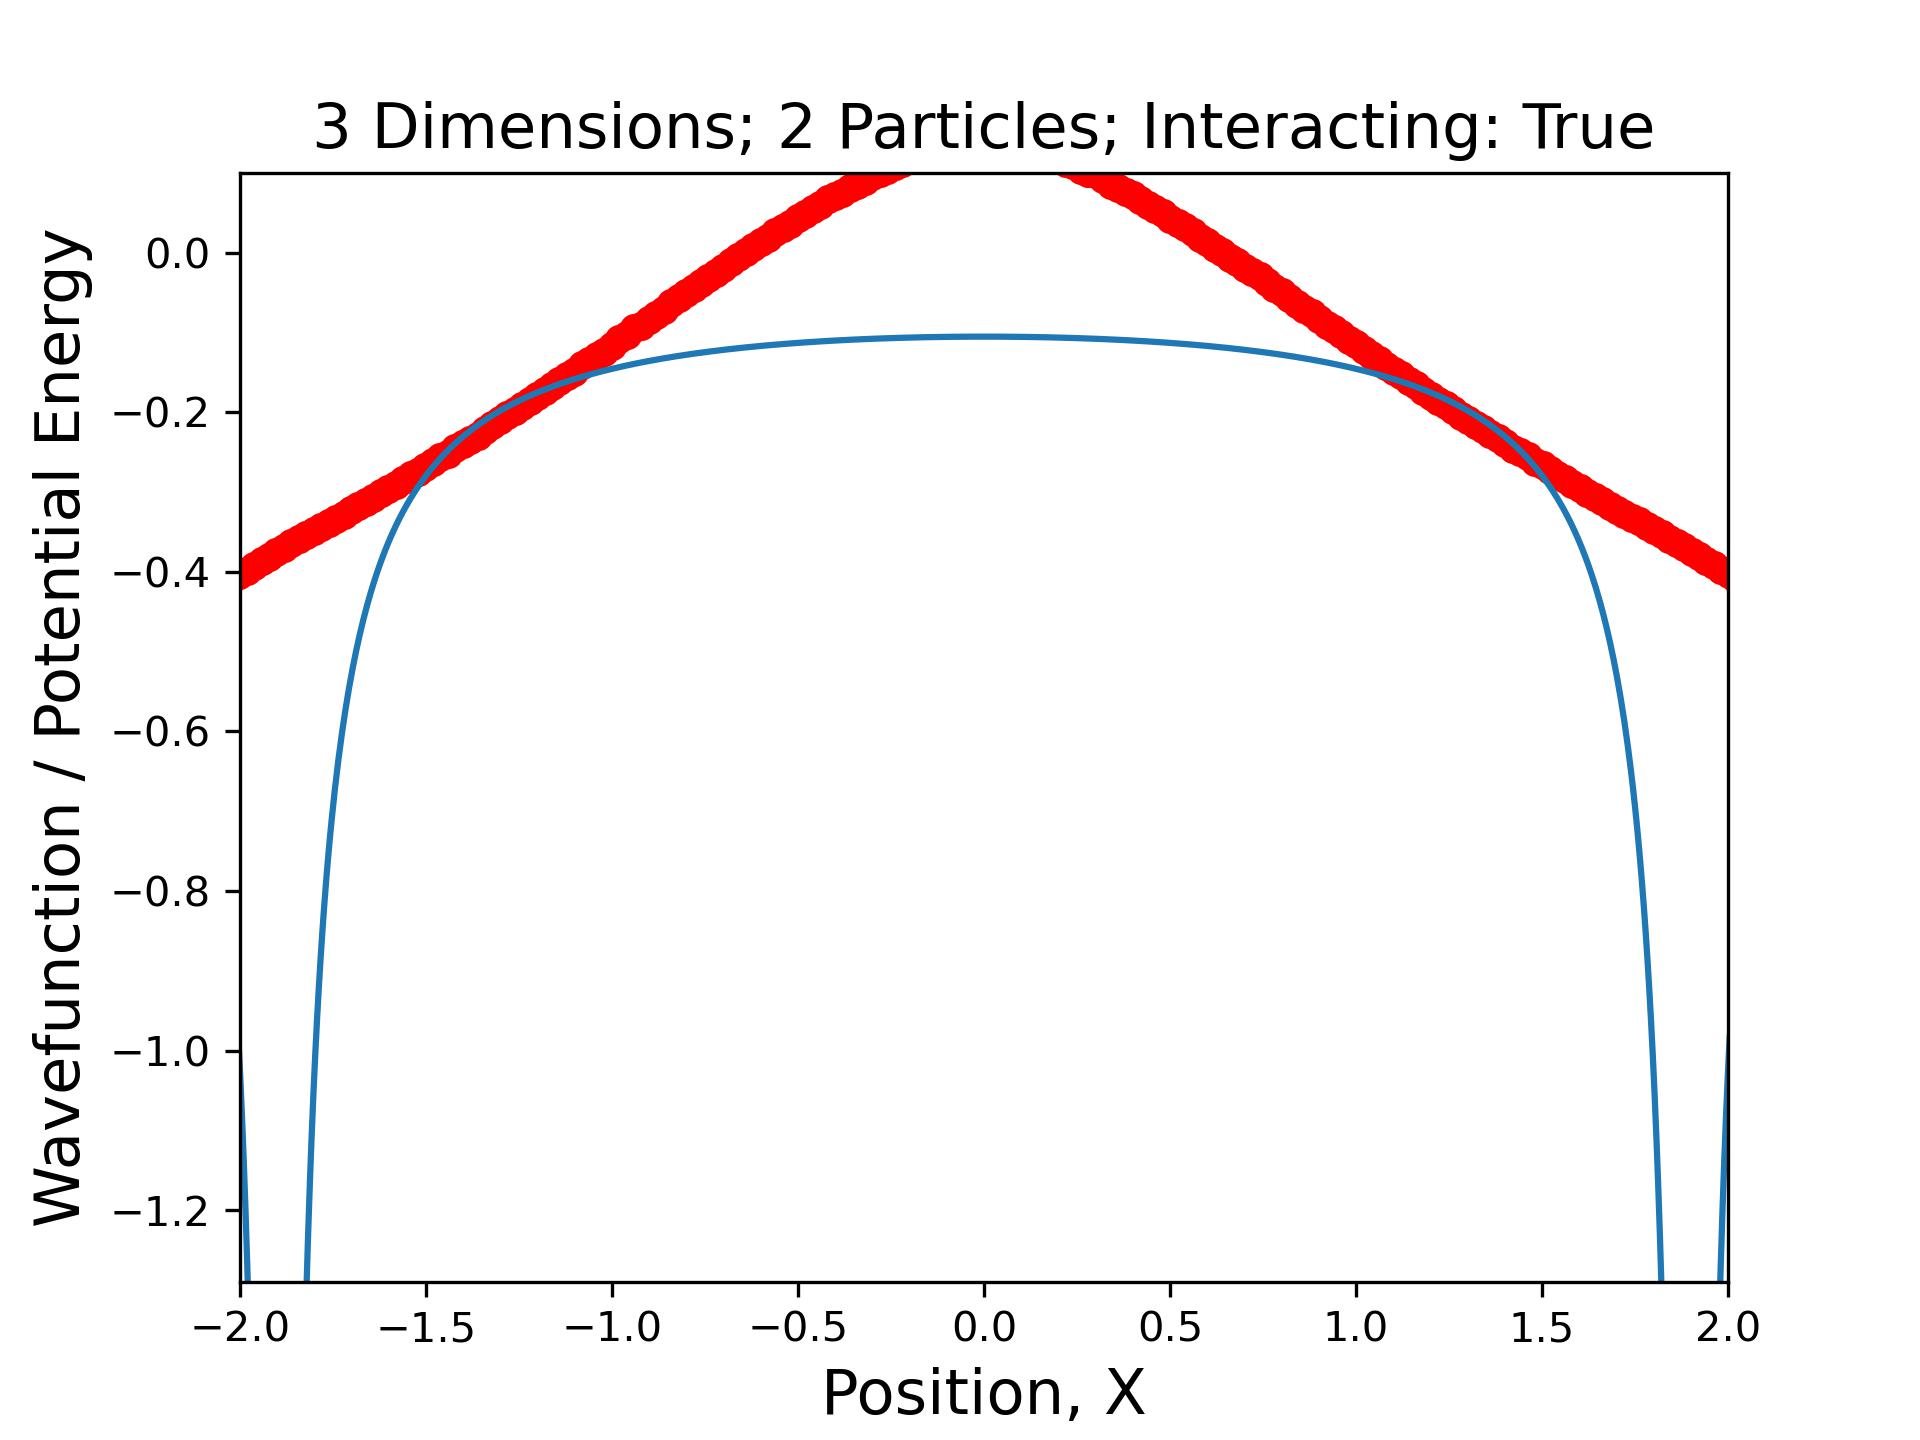 3 Dimensions; 2 Particles; Interacting: True
Wavefunction / Potential Energy
0.0
−0.2
−0.4
−0.6
−0.8
−1.0
−1.2
−2.0 −1.5 −1.0 −0.5 0.0 0.5 1.0 1.5 2.0
Position, X